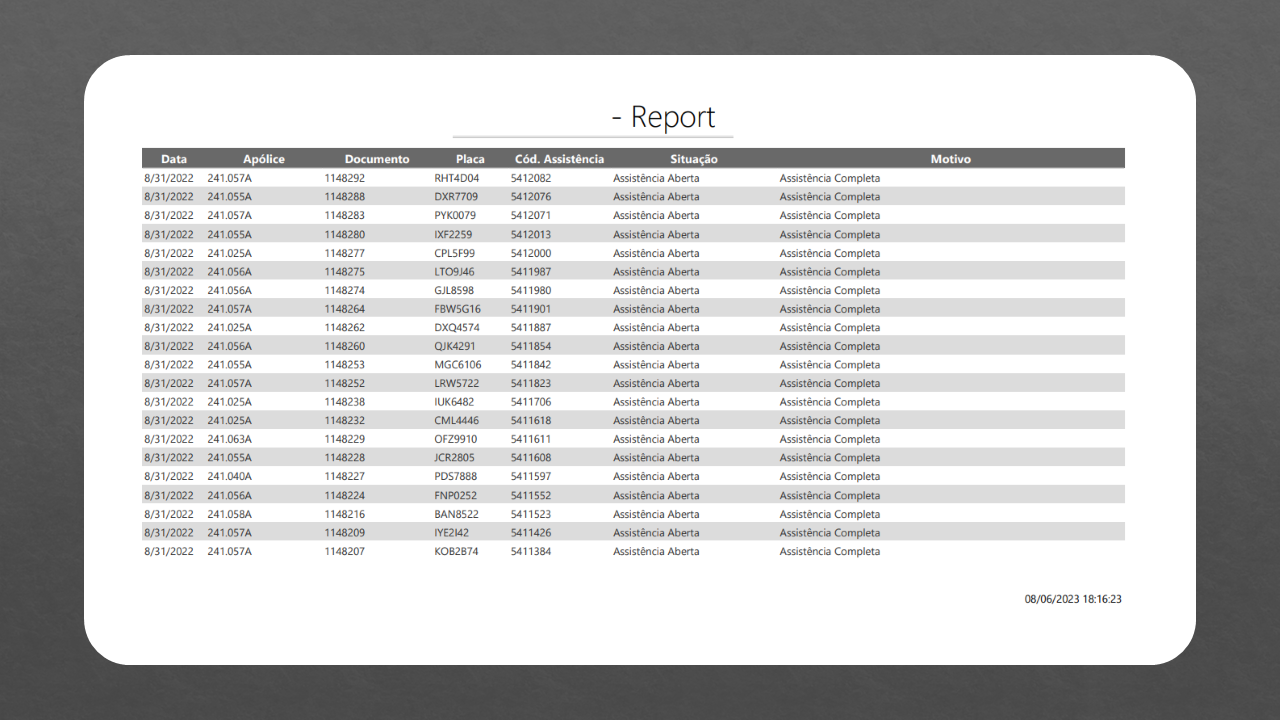 - Report
Data Apólice Documento Placa Cód. Assistência Situação Motivo
8/31/2022 241.057A 1148292 RHT4D04 5412082 Assistência Aberta Assistência Completa
8/31/2022 241.055A 1148288 DXR7709 5412076 Assistência Aberta Assistência Completa
8/31/2022 241.057A 1148283 PYK0079 5412071 Assistência Aberta Assistência Completa
8/31/2022 241.055A 1148280 IXF2259 5412013 Assistência Aberta Assistência Completa
8/31/2022 241.025A 1148277 CPL5F99 5412000 Assistência Aberta Assistência Completa
8/31/2022 241.056A 1148275 LTO9J46 5411987 Assistência Aberta Assistência Completa
8/31/2022 241.056A 1148274 GJL8598 5411980 Assistência Aberta Assistência Completa
8/31/2022 241.057A 1148264 FBW5G16 5411901 Assistência Aberta Assistência Completa
8/31/2022 241.025A 1148262 DXQ4574 5411887 Assistência Aberta Assistência Completa
8/31/2022 241.056A 1148260 QJK4291 5411854 Assistência Aberta Assistência Completa
8/31/2022 241.055A 1148253 MGC6106 5411842 Assistência Aberta Assistência Completa
8/31/2022 241.057A 1148252 LRW5722 5411823 Assistência Aberta Assistência Completa
8/31/2022 241.025A 1148238 IUK6482 5411706 Assistência Aberta Assistência Completa
8/31/2022 241.025A 1148232 CML4446 5411618 Assistência Aberta Assistência Completa
8/31/2022 241.063A 1148229 OFZ9910 5411611 Assistência Aberta Assistência Completa
8/31/2022 241.055A 1148228 JCR2805 5411608 Assistência Aberta Assistência Completa
8/31/2022 241.040A 1148227 PDS7888 5411597 Assistência Aberta Assistência Completa
8/31/2022 241.056A 1148224 FNP0252 5411552 Assistência Aberta Assistência Completa
8/31/2022 241.058A 1148216 BAN8522 5411523 Assistência Aberta Assistência Completa
8/31/2022 241.057A 1148209 IYE2I42 5411426 Assistência Aberta Assistência Completa
8/31/2022 241.057A 1148207 KOB2B74 5411384 Assistência Aberta Assistência Completa
08/06/2023 18:16:23